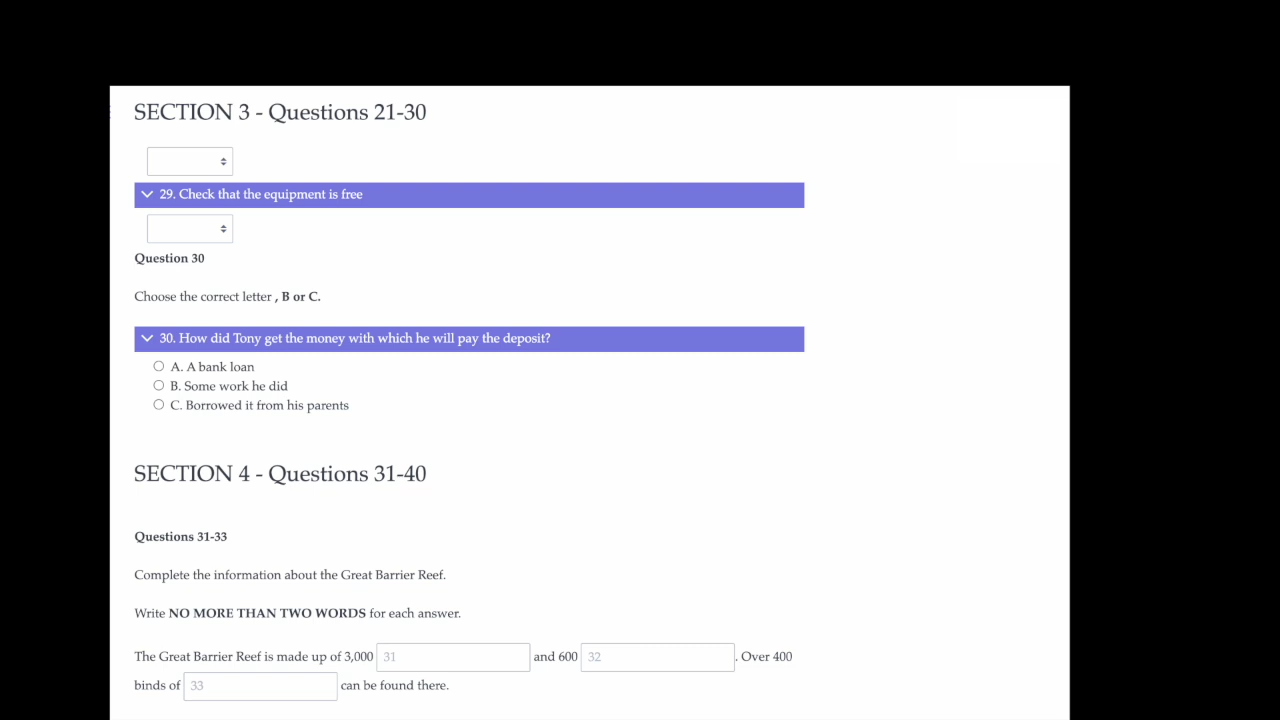 SECTION 3 - Questions 21-30
29. Check that the equipment is free
Question 30
Choose the correct letter , B or C.
30. How did Tony get the money with which he will pay the deposit?
A. A bank loan
B. Some work he did
C. Borrowed it from his parents
SECTION 4 - Questions 31-40
Questions 31-33
Complete the information about the Great Barrier Reef.
Write NO MORE THAN TWO WORDS for each answer.
The Great Barrier Reef is made up of 3,000 31 and 600 32 . Over 400
binds of 33 can be found there.